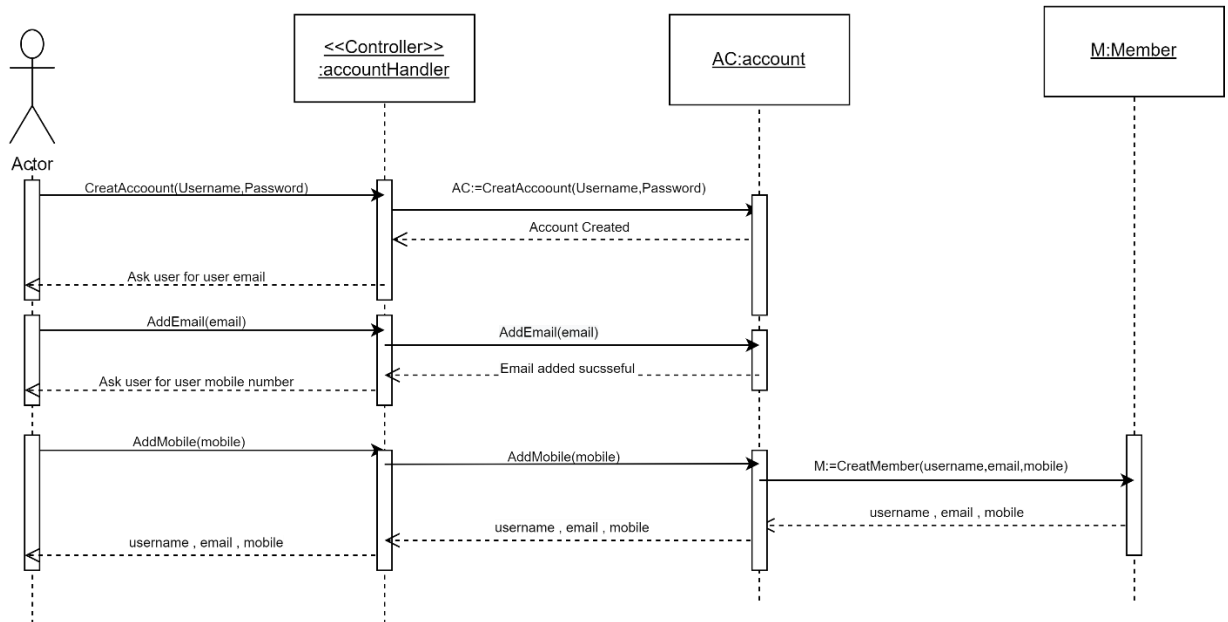 <<Controller>>
:accountHandler
AC:account
M:Member
Actor
CreatAccoount(Username,Password)
AC:=CreatAccoount(Username,Password)
Account Created
Ask user for user email
AddEmail(email)
AddEmail(email)
Email added sucsseful
Ask user for user mobile number
AddMobile(mobile)
AddMobile(mobile)
M:=CreatMember(username,email,mobile)
username , email , mobile
username , email , mobile
username , email , mobile